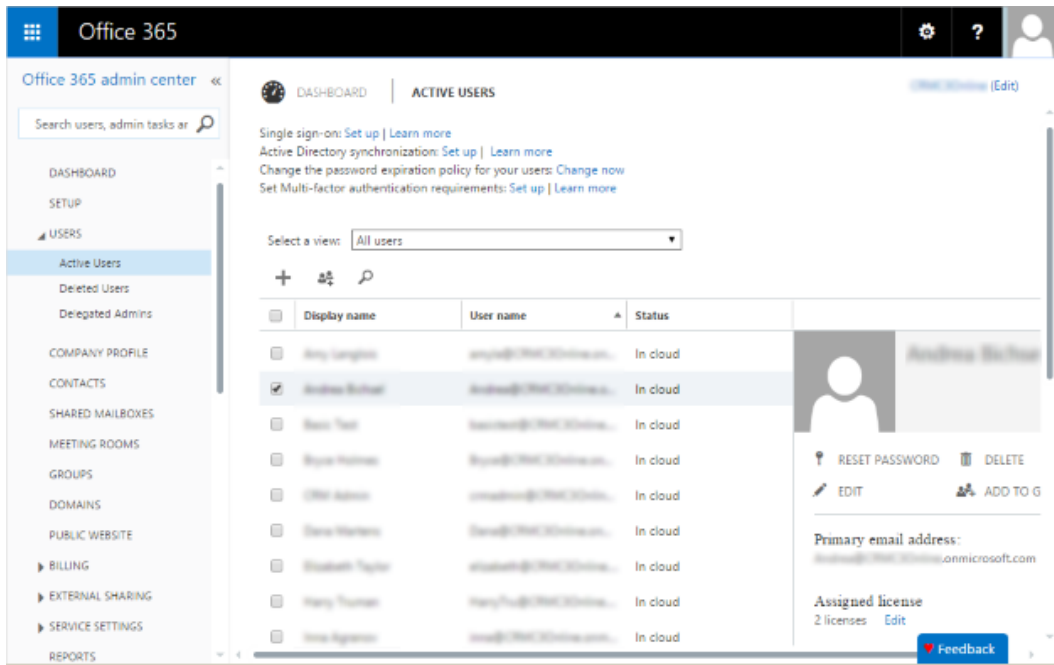 Office 365
?
Office 365 admin center «
Search users, admin tasks ar
DASHBOARD
SETUP
USERS
Active Users
Deleted Users
Delegated Admins
COMPANY PROFILE
CONTACTS
SHARED MAILBOXES
MEETING ROOMS
GROUPS
DOMAINS
PUBLIC WEBSITE
BILLING
EXTERNAL SHARING
SERVICE SETTINGS
REPORTS
DASHBOARD | ACTIVE USERS
(Edit)
Single sign-on: Set up | Learn more
Active Directory synchronization: Set up | Learn more
Change the password expiration policy for your users: Change now
Set Multi-factor authentication requirements: Set up | Learn more
Select a view: All users
Display name User name Status
In cloud
In cloud
In cloud
In cloud
In cloud
In cloud
In cloud
In cloud
In cloud
RESET PASSWORD DELETE
EDIT ADD TO G
Primary email address:
.onmicrosoft.com
Assigned license
2 licenses Edit
Feedback